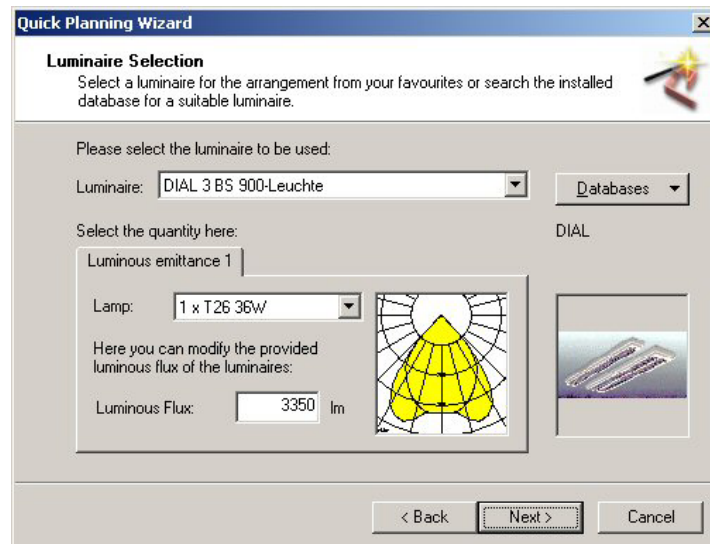 Quick Planning Wizard
Luminaire Selection
Select a luminaire for the arrangement from your favourites or search the installed
database for a suitable luminaire.
Please select the luminaire to be used:
Luminaire: DIAL 3 BS 900-Leuchte
Databases
Select the quantity here:
DIAL
Luminous emittance 1
Lamp: 1 x T26 36W
Here you can modify the provided
luminous flux of the luminaires:
Luminous Flux: 3350 lm
< Back Next > Cancel